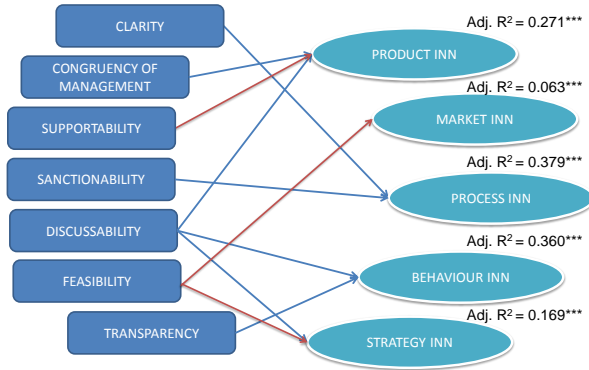 CLARITY
CONGRUENCY OF
MANAGEMENT
SUPPORTABILITY
SANCTIONABILITY
DISCUSSABILITY
FEASIBILITY
TRANSPARENCY
Adj. R² = 0.271***
PRODUCT INN
Adj. R² = 0.063***
MARKET INN
Adj. R² = 0.379***
PROCESS INN
Adj. R² = 0.360***
BEHAVIOUR INN
Adj. R² = 0.169***
STRATEGY INN